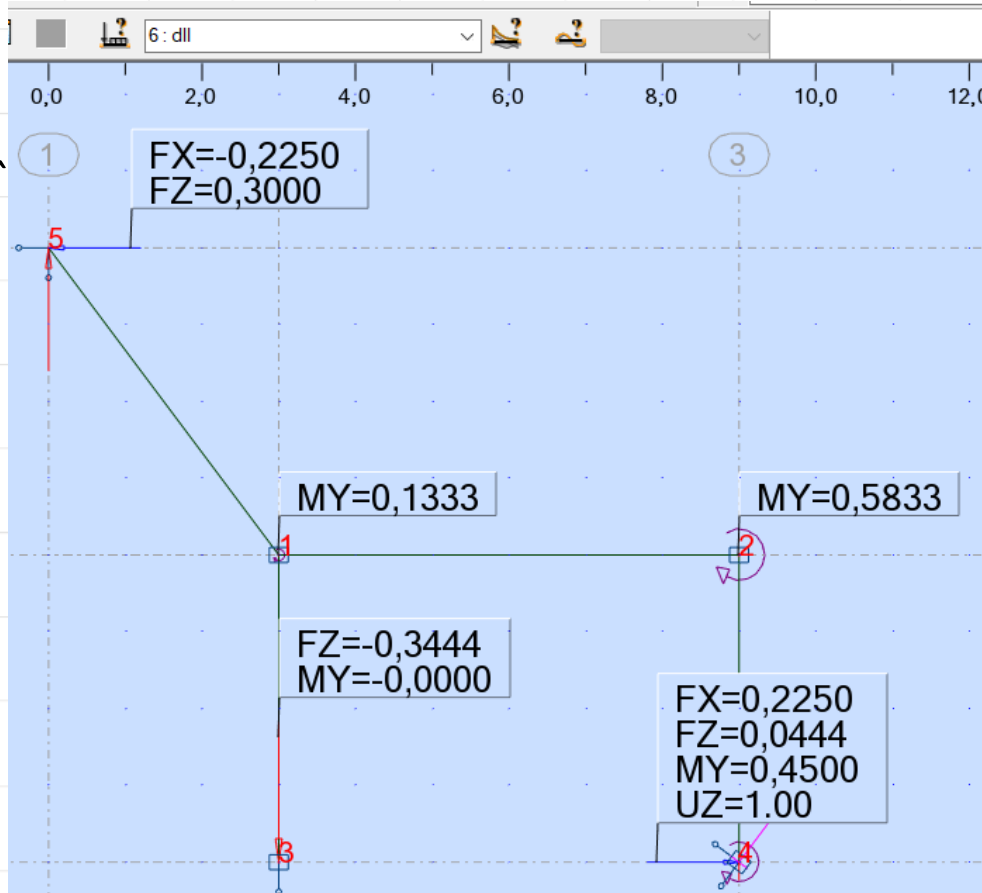 6 : dll
0,0 2,0 4,0 6,0 8,0 10,0
1 3
FX=-0,2250
FZ=0,3000
5
MY=0,1333
MY=0,5833
1 2
FZ=-0,3444
MY=-0,0000
FX=0,2250
FZ=0,0444
MY=0,4500
UZ=1.00
3 4